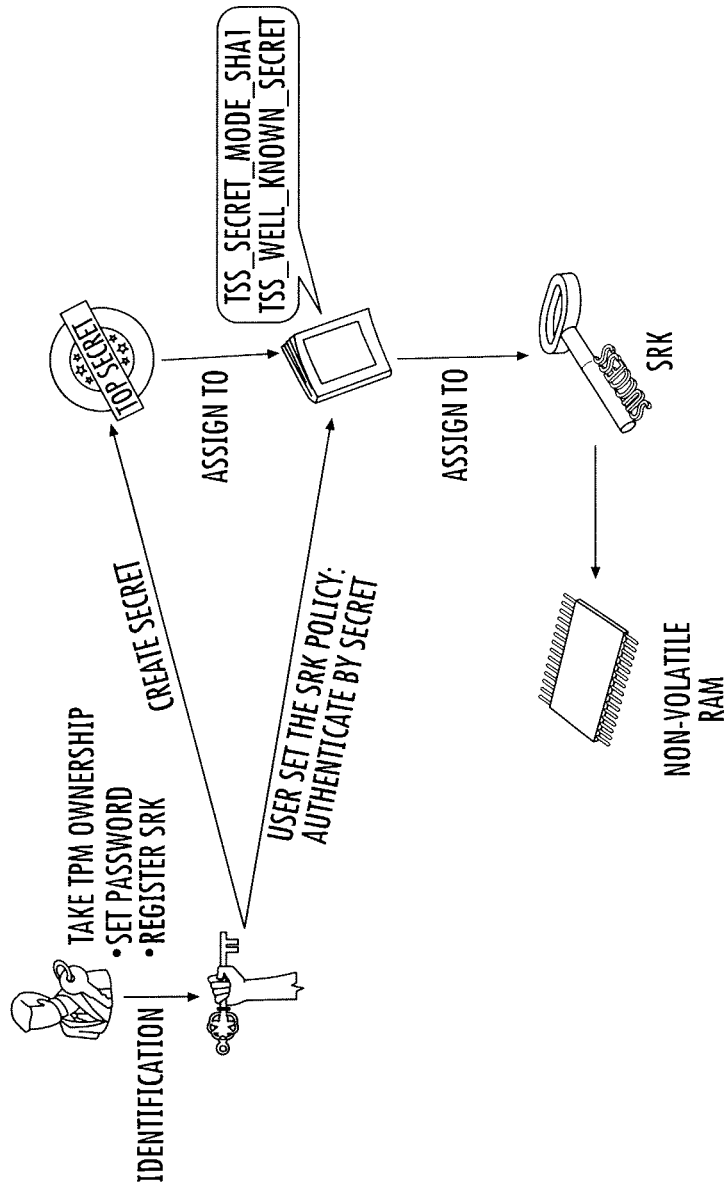 TAKE TPM OWNERSHIP
•SET PASSWORD
•REGISTER SRK
IDENTIFICATION
CREATE SECRET
USER SET THE SRK POLICY:
AUTHENTICATE BY SECRET
TOP SECRET
ASSIGN TO
TSS_SECRET_MODE_SHA1
TSS_WELL_KNOWN_SECRET
ASSIGN TO
SRK
NON-VOLATILE
RAM